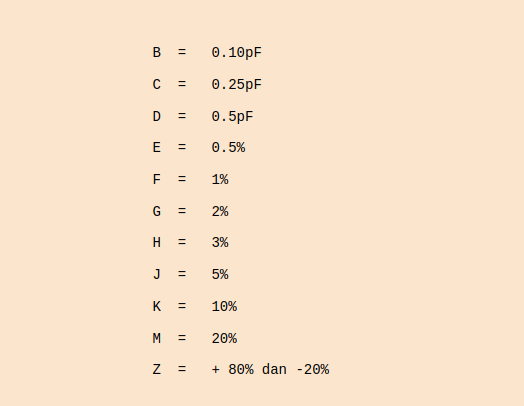 B = 0.10pF
C = 0.25pF
D = 0.5pF
E = 0.5%
F = 1%
G = 2%
H = 3%
J = 5%
K = 10%
M = 20%
Z = + 80% dan -20%